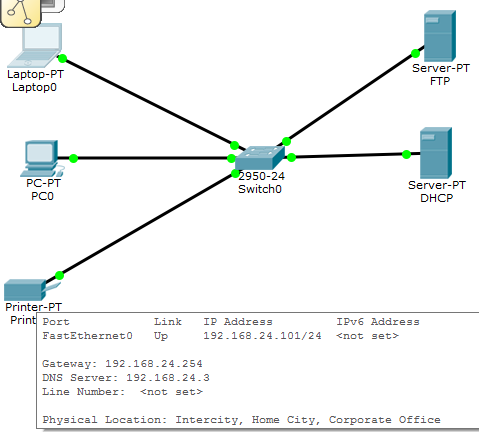 Laptop-PT
Laptop0
Server-PT
FTP
2950-24
Switch0
PC-PT
PC0
Server-PT
DHCP
Printer-PT
Port Link IP Address IPv6 Address
FastEthernet0 Up 192.168.24.101/24 <not set>
Gateway: 192.168.24.254
DNS Server: 192.168.24.3
Line Number: <not set>
Physical Location: Intercity, Home City, Corporate Office